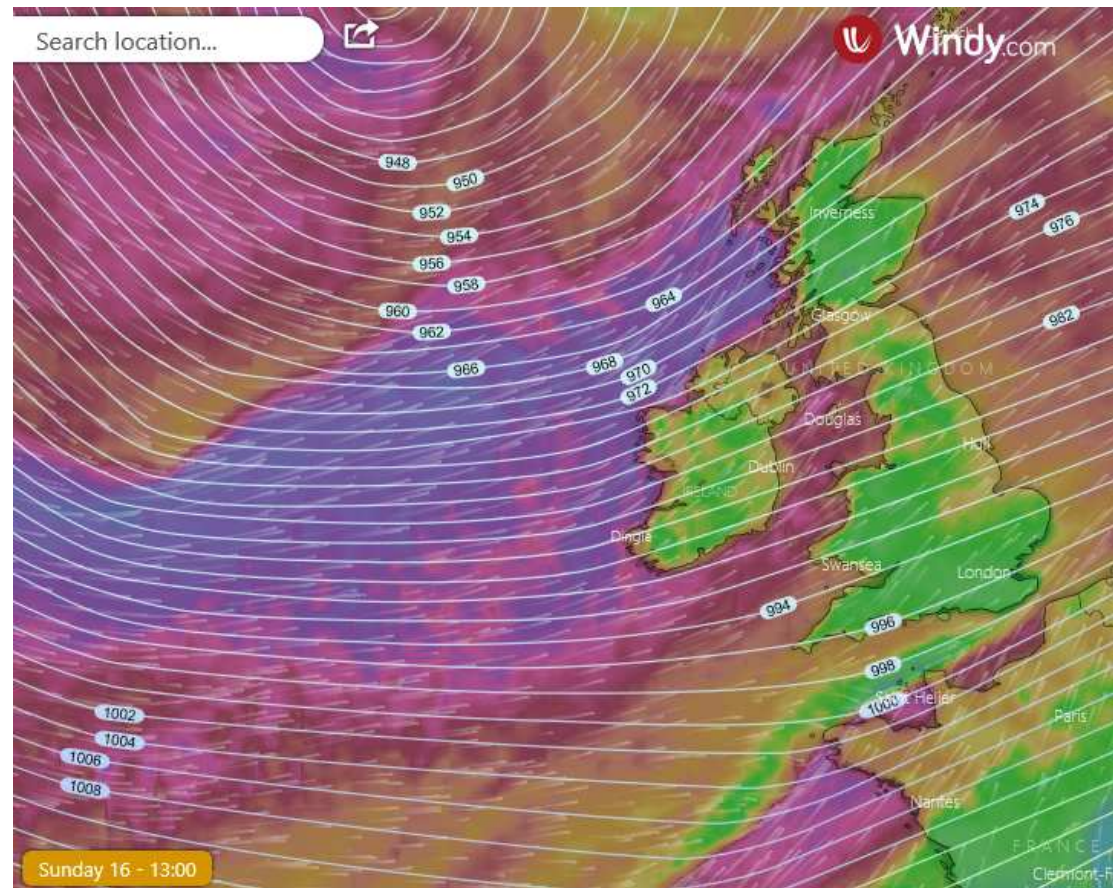 Search location...
Windy.com
948
950
952
954
956
958
960
962
964
966
968
970
972
974
976
982
Inverness
Glasgow
UNITED KINGDOM
Douglas
Hull
Dublin
IRELAND
Dingle
Swansea
London
994
996
998
1000
Saint Helier
Paris
1002
1004
1006
1008
Nantes
FRANCE
Sunday 16 - 13:00